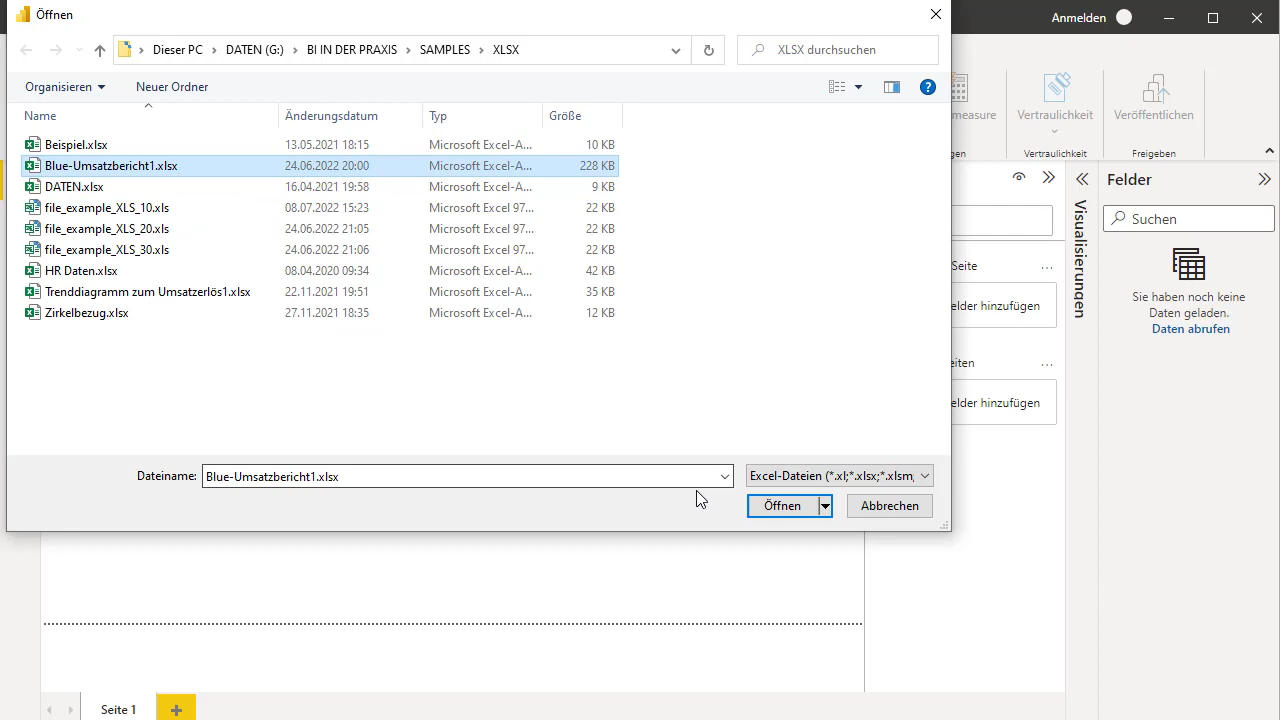 Öffnen
Anmelden
Dieser PC > DATEN (G:) > BI IN DER PRAXIS > SAMPLES > XLSX
XLSX durchsuchen
Organisieren
Neuer Ordner
Name Änderungsdatum Typ Größe
Beispiel.xlsx 13.05.2021 18:15 Microsoft Excel-A... 10 KB
Blue-Umsatzbericht1.xlsx 24.06.2022 20:00 Microsoft Excel-A... 228 KB
DATEN.xlsx 16.04.2021 19:58 Microsoft Excel-A... 9 KB
file_example_XLS_10.xls 08.07.2022 15:23 Microsoft Excel 97... 22 KB
file_example_XLS_20.xls 24.06.2022 21:05 Microsoft Excel 97... 22 KB
file_example_XLS_30.xls 24.06.2022 21:06 Microsoft Excel 97... 22 KB
HR Daten.xlsx 08.04.2020 09:34 Microsoft Excel-A... 42 KB
Trenddiagramm zum Umsatzerlös1.xlsx 22.11.2021 19:51 Microsoft Excel-A... 35 KB
Zirkelbezug.xlsx 27.11.2021 18:35 Microsoft Excel-A... 12 KB
Dateiname: Blue-Umsatzbericht1.xlsx
Excel-Dateien (*.xl;*.xlsx;*.xlsm,
Öffnen
Abbrechen
measure
Vertraulichkeit
Veröffentlichen
gen
Vertraulichkeit
Freigeben
Seite
...
elder hinzufügen
eiten
...
elder hinzufügen
Visualisierungen
Felder
Suchen
Sie haben noch keine
Daten geladen.
Daten abrufen
Seite 1
+